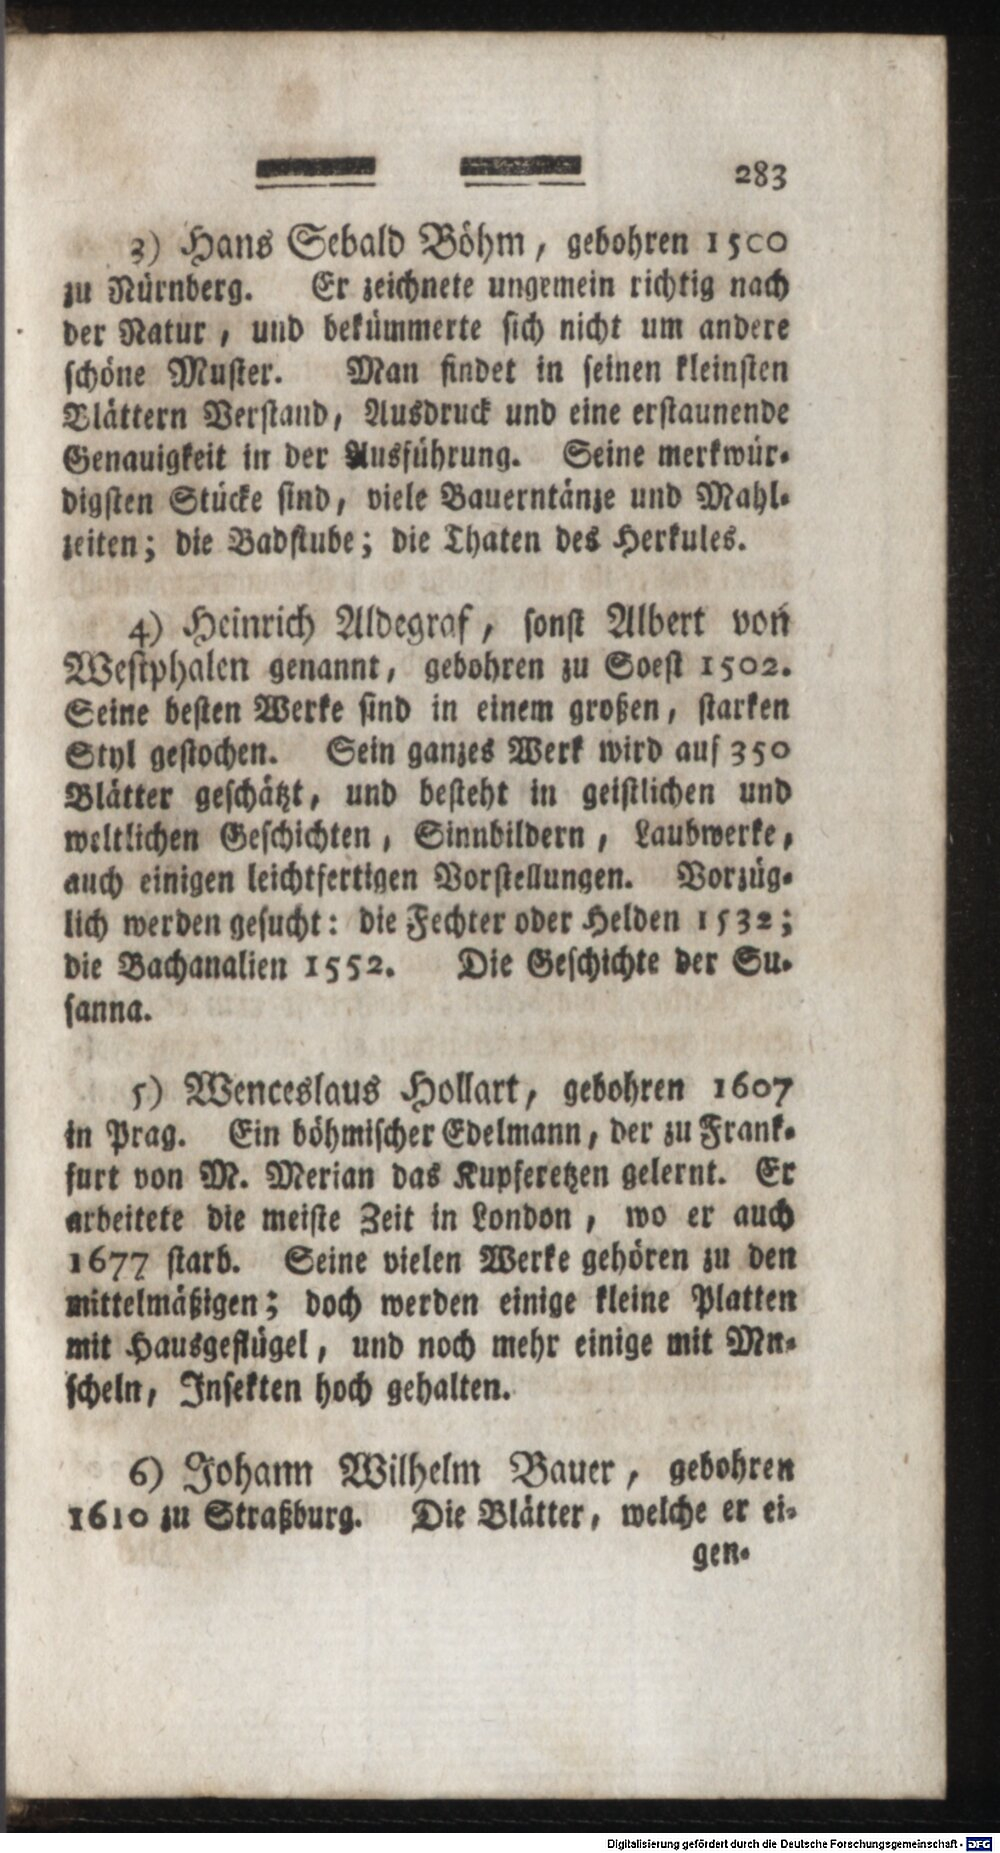 283
3) Hans Sebald Böhm, gebohren 1500
zu Nürnberg. Er zeichnete ungemein richtig nach
der Natur, und bekümmerte sich nicht um andere
schöne Muster. Man findet in seinen kleinsten
Blättern Verstand, Ausdruck und eine erstaunende
Genauigkeit in der Ausführung. Seine merkwür-
digsten Stücke sind, viele Bauerntänze und Mahl-
zeiten; die Badstube; die Thaten des Herkules.
4) Heinrich Aldegraf, sonst Albert von
Westphalen genannt, gebohren zu Soest 1502.
Seine besten Werke sind in einem großen, starken
Styl gestochen. Sein ganzes Werk wird auf 350
Blätter geschätzt, und besteht in geistlichen und
weltlichen Geschichten, Sinnbildern, Laubwerke,
auch einigen leichtfertigen Vorstellungen. Vorzüg-
lich werden gesucht: die Fechter oder Helden 1532;
die Bachanalien 1552. Die Geschichte der Su-
sanna.
5) Wenceslaus Hollart, gebohren 1607
in Prag. Ein böhmischer Edelmann, der zu Frank-
furt von M. Merian das Kupferetzen gelernt. Er
arbeitete die meiste Zeit in London, wo er auch
1677 starb. Seine vielen Werke gehören zu den
mittelmäßigen; doch werden einige kleine Platten
mit Hausgeflügel, und noch mehr einige mit Mn-
scheln, Insekten hoch gehalten.
6) Johann Wilhelm Bauer, gebohren
1610 zu Straßburg. Die Blätter, welche er ei-
gen-
Digitalisierung gefördert durch die Deutsche Forschungsgemeinschaft - DFG